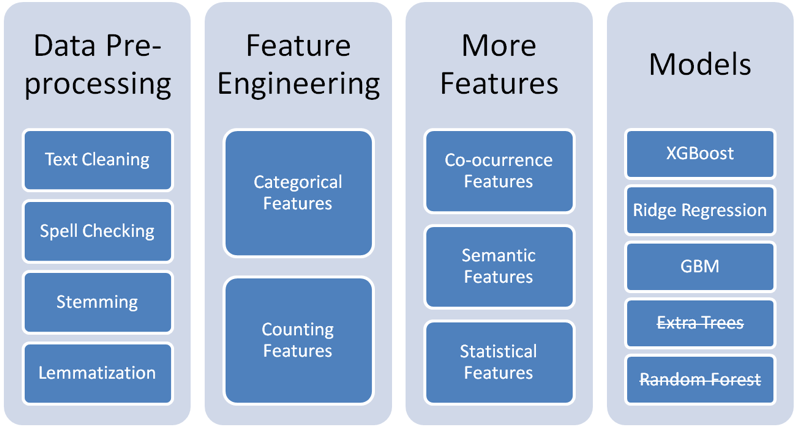 Data Pre-
processing
Text Cleaning
Spell Checking
Stemming
Lemmatization
Feature
Engineering
Categorical
Features
Counting
Features
More
Features
Co-ocurrence
Features
Semantic
Features
Statistical
Features
Models
XGBoost
Ridge Regression
GBM
Extra Trees
Random Forest